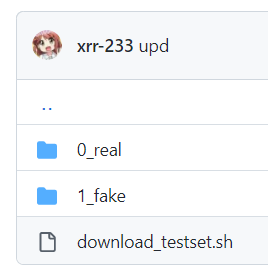 xrr-233 upd
..
0_real
1_fake
download_testset.sh